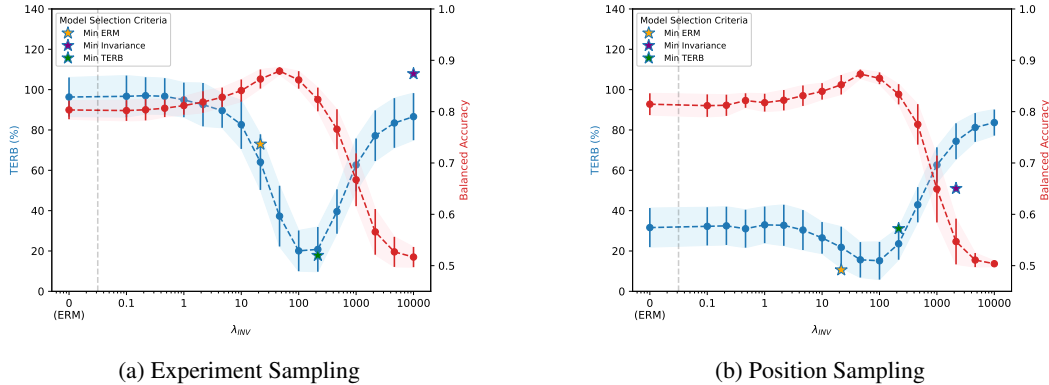 Model Selection Criteria
Min ERM
Min Invariance
Min TERB
140
120
100
80
60
40
20
0
TERB (%)
1.0
0.9
0.8
0.7
0.6
0.5
Balanced Accuracy
0 0.1 1 10 100 1000 10000
(ERM)
λINV
(a) Experiment Sampling
Model Selection Criteria
Min ERM
Min Invariance
Min TERB
140
120
100
80
60
40
20
0
TERB (%)
1.0
0.9
0.8
0.7
0.6
0.5
Balanced Accuracy
0 0.1 1 10 100 1000 10000
(ERM)
λINV
(b) Position Sampling